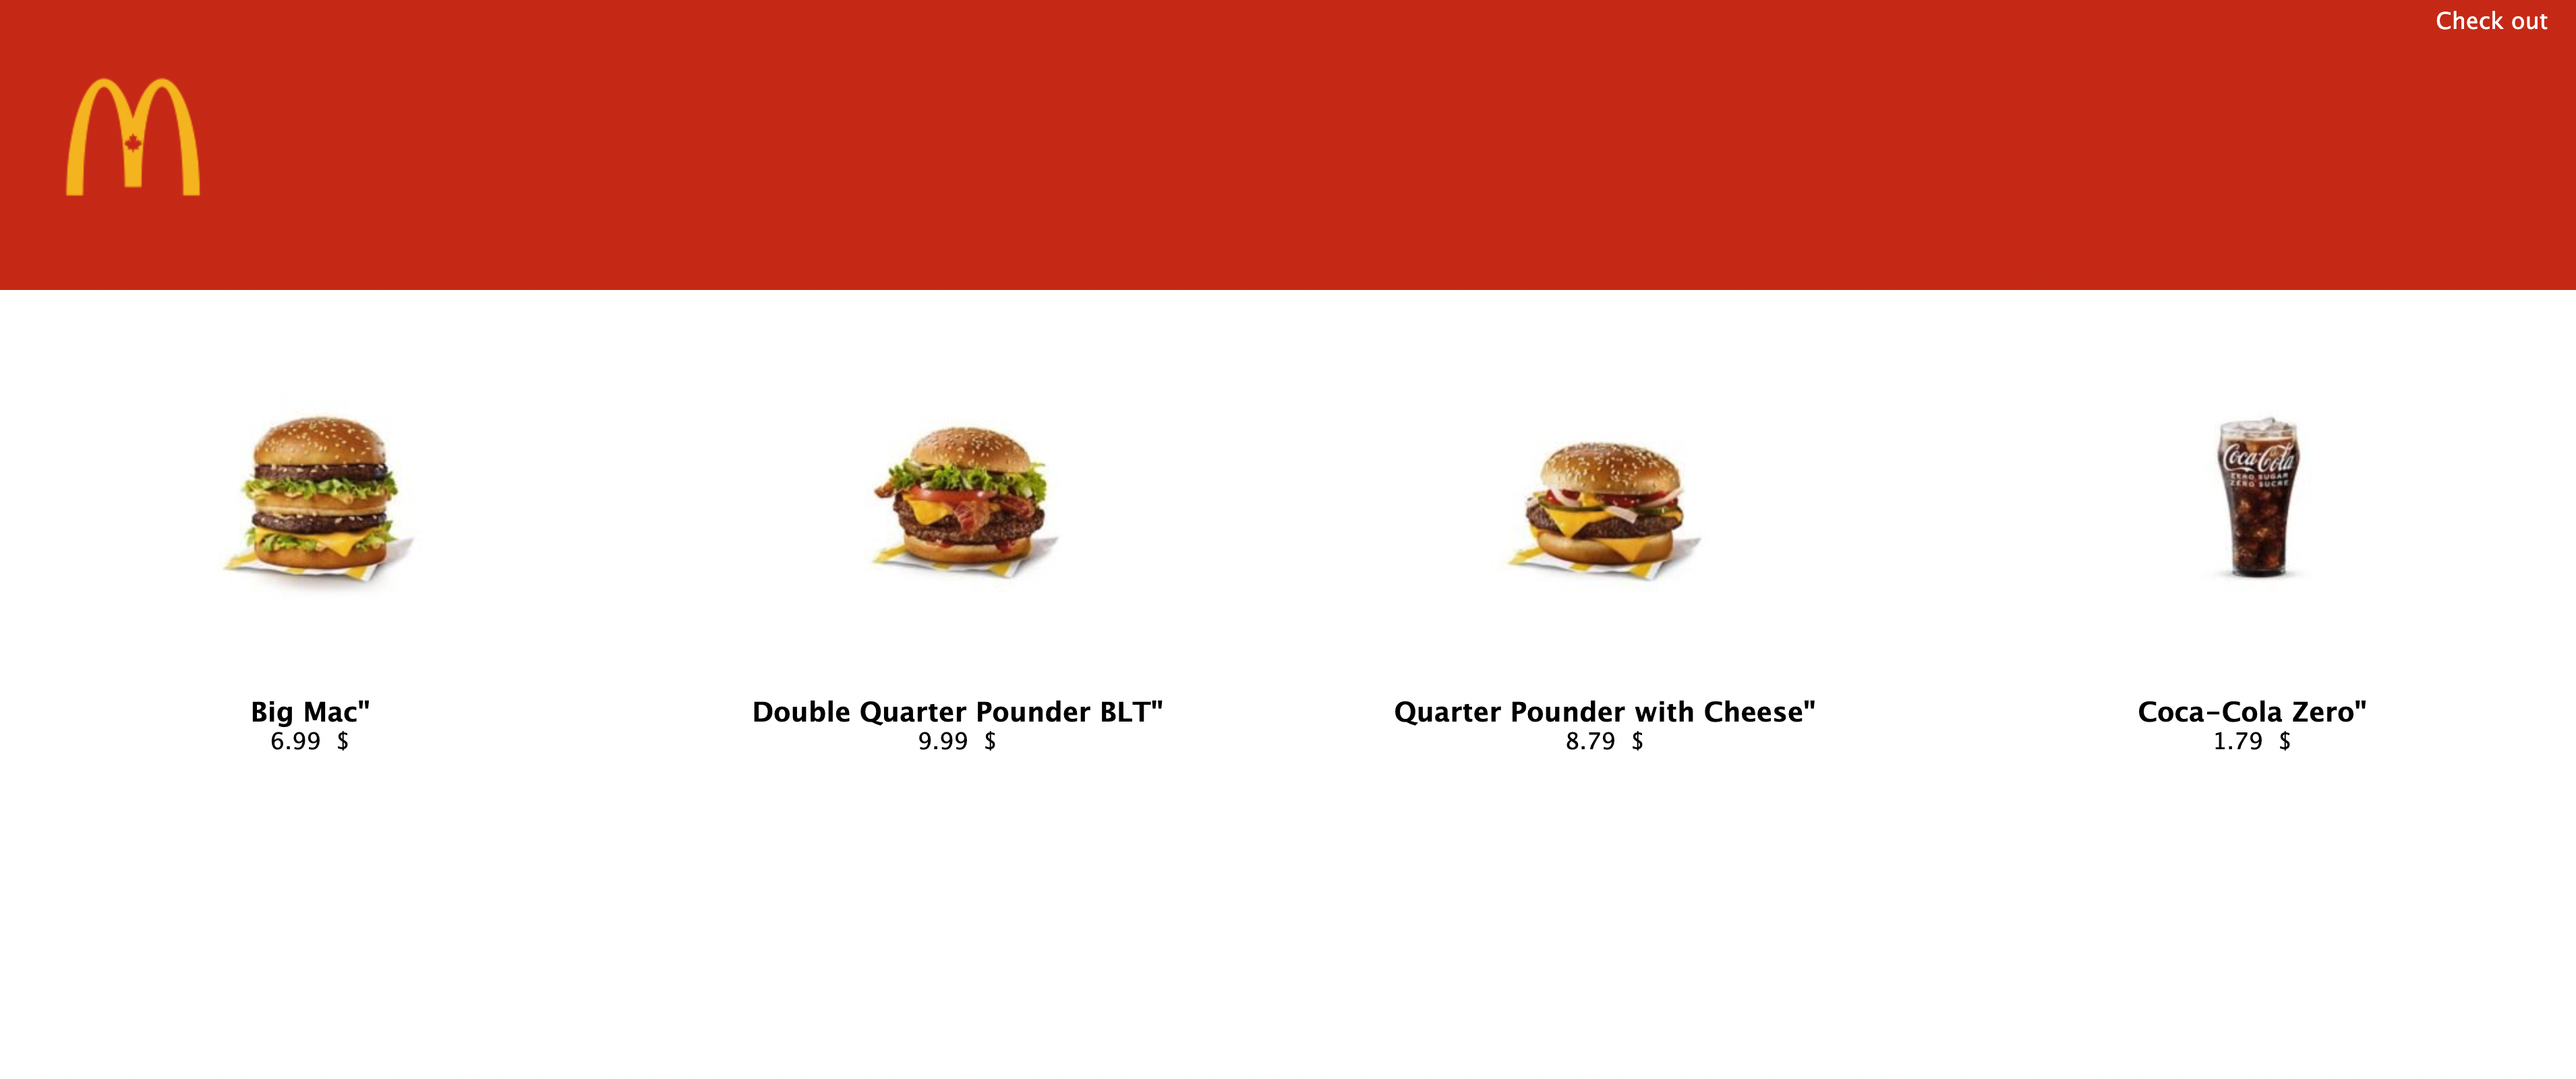 Check out
Coca-Cola
ZERO SUGAR
ZERO SUCRE
Big Mac"
6.99 $
Double Quarter Pounder BLT"
9.99 $
Quarter Pounder with Cheese"
8.79 $
Coca-Cola Zero"
1.79 $